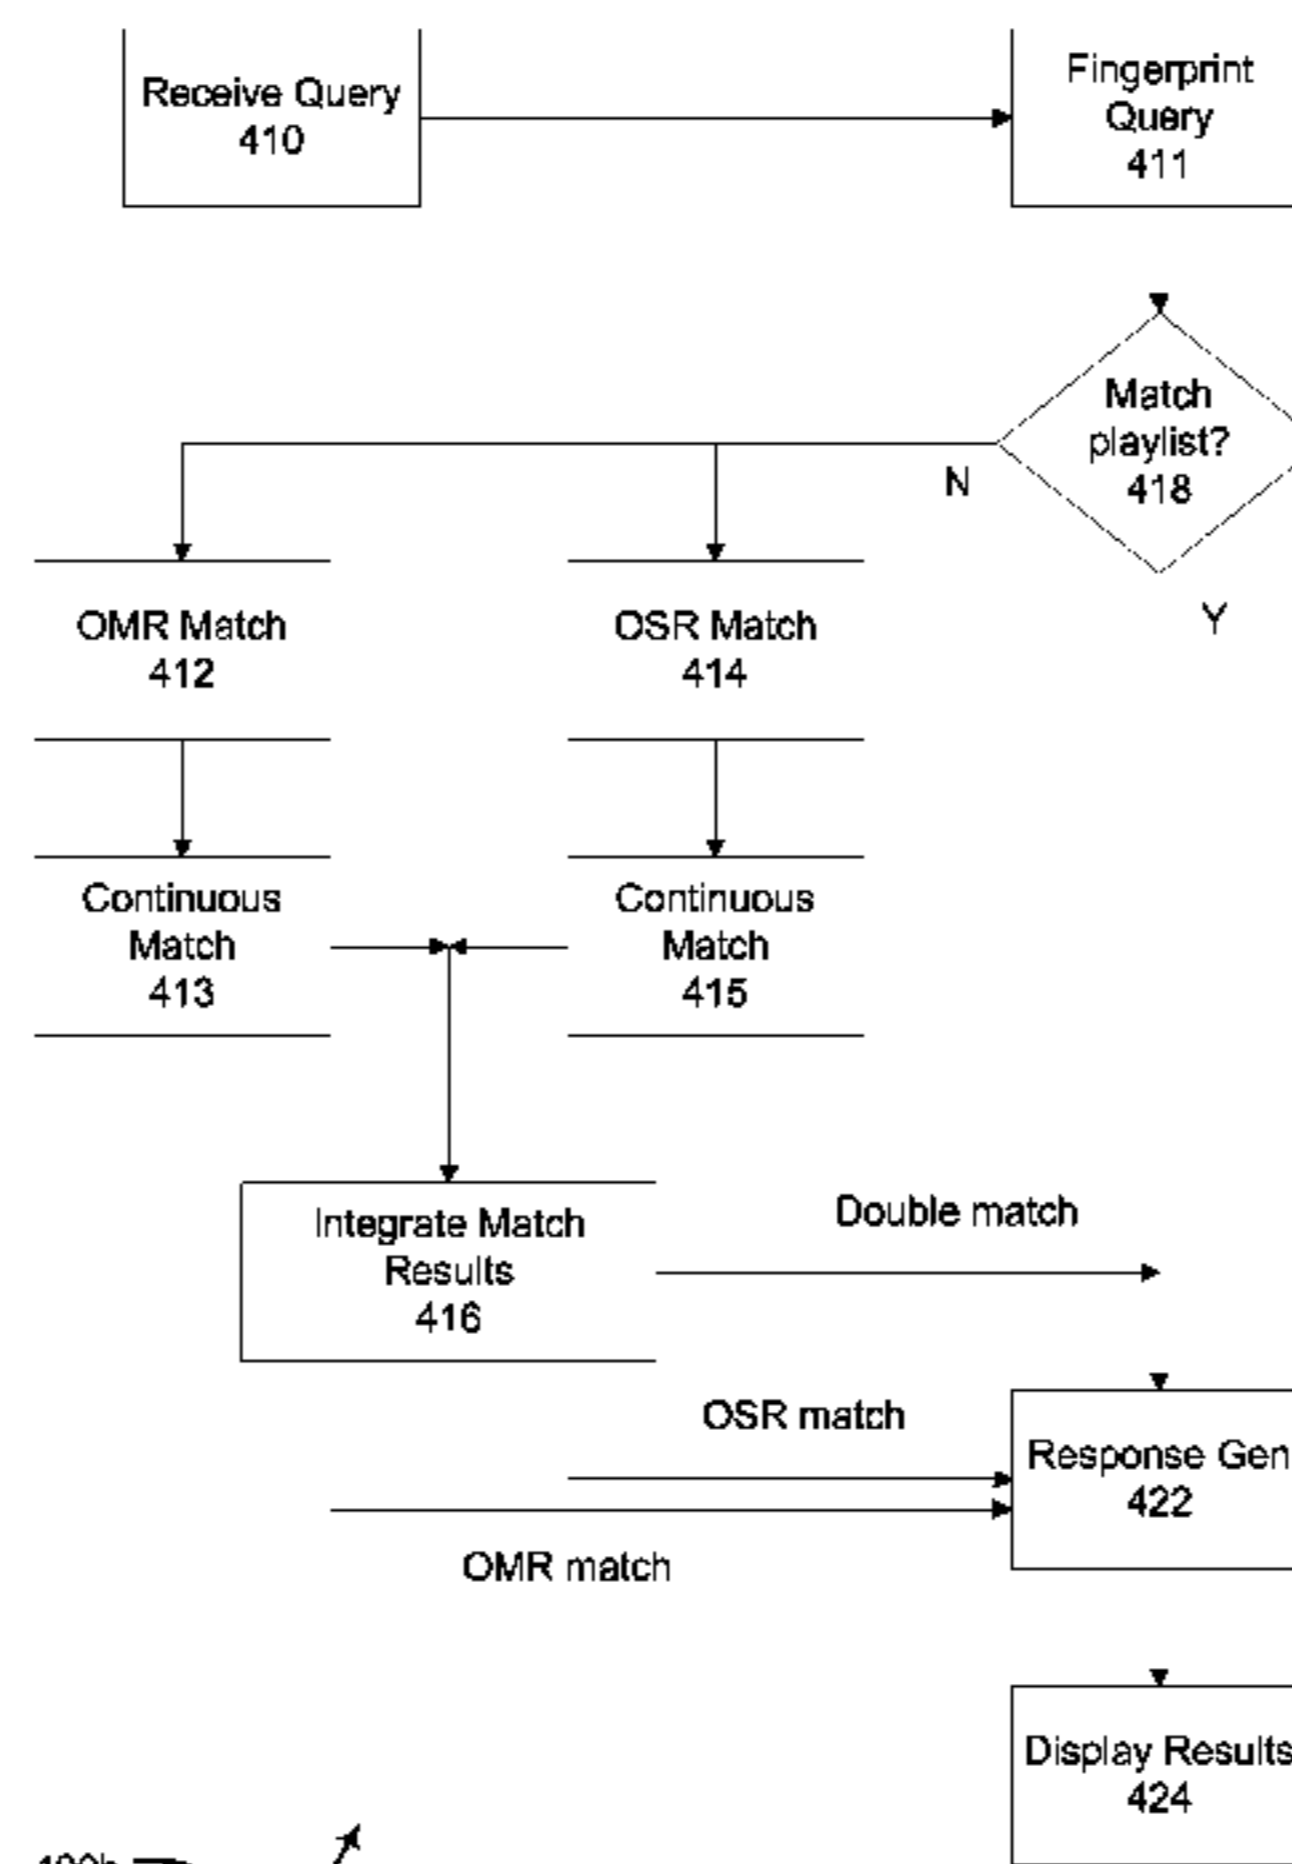 Receive Query
410
Fingerprint
Query
411
Match
playlist?
418
N
Y
OMR Match
412
OSR Match
414
Continuous
Match
413
Continuous
Match
415
Integrate Match
Results
416
Double match
OSR match
OMR match
Response Gen
422
Display Results
424